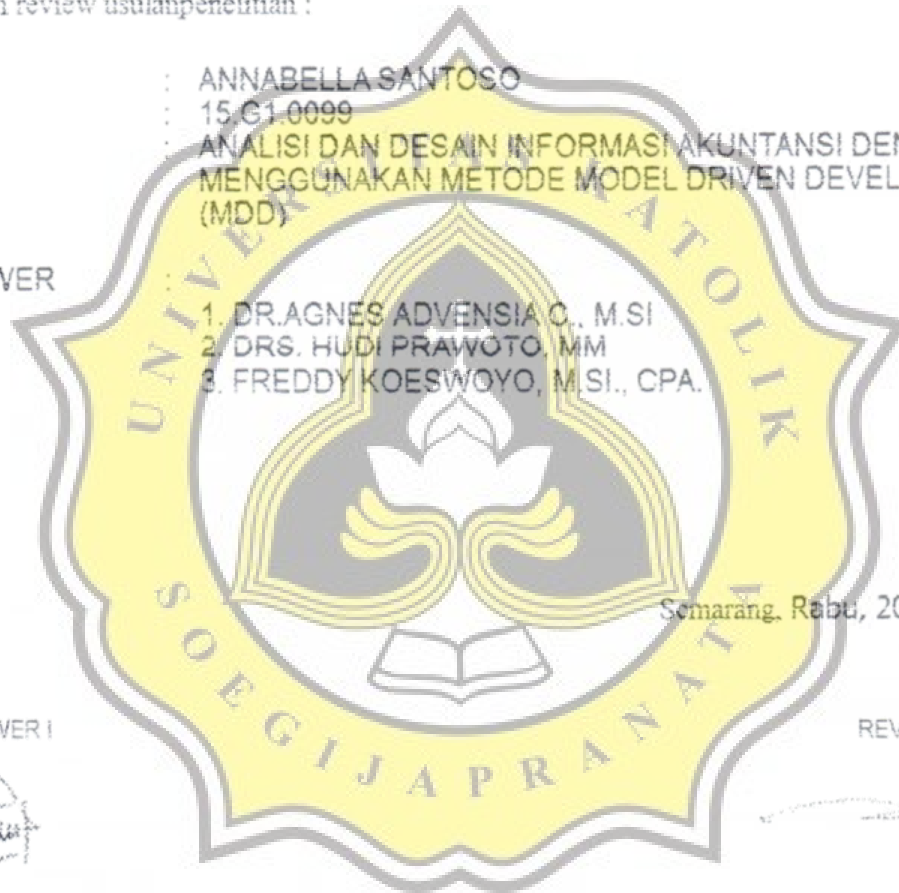 review usulanpenelitian :
: ANNABELLA SANTOSO
: 15.G1.0099
: ANALISI DAN DESAIN INFORMASI AKUNTANSI DEN
MENGGUNAKAN METODE MODEL DRIVEN DEVEL
(MDD)
WER :
1. DR.AGNES ADVENSIA C., M.SI
2. DRS. HUDI PRAWOTO, MM
3. FREDDY KOESWOYO, M.SI., CPA.
UNIVERSITAS KATOLIK
SOEGIJAPRANATA
Semarang, Rabu, 20
WER I REV